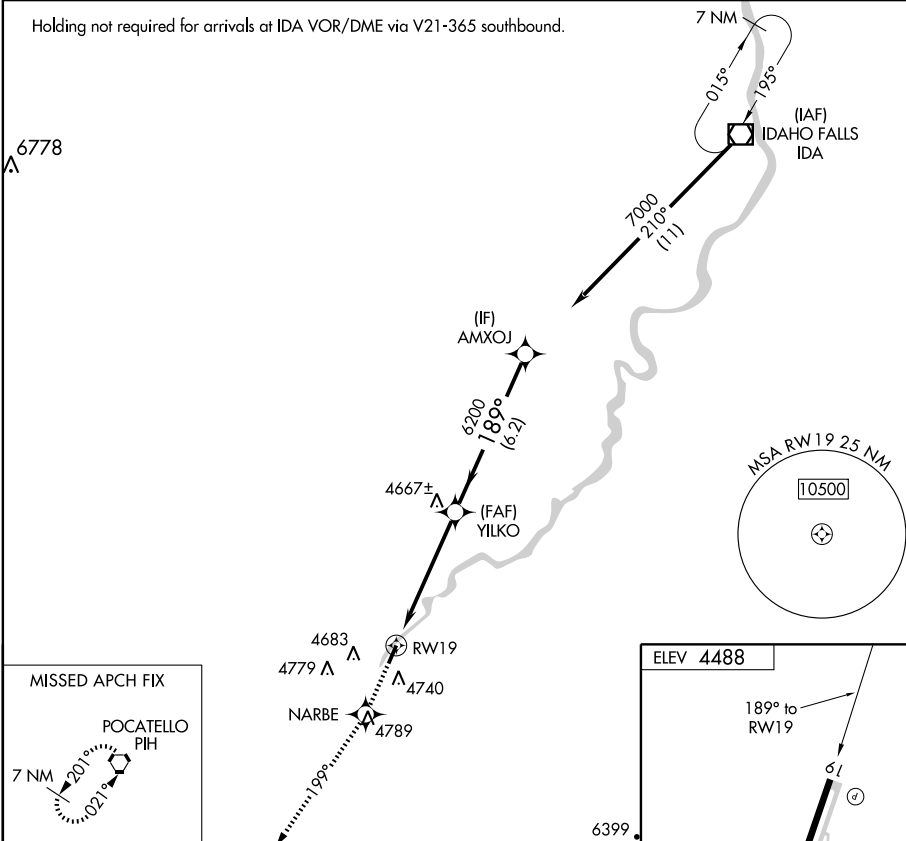 Holding not required for arrivals at IDA VOR/DME via V21-365 southbound.
7 NM
015°
195°
(IAF)
IDAHO FALLS
IDA
6778
7000
210°
(11)
(IF)
AMXOJ
6200
189°
(6.2)
4667±
(FAF)
YILKO
MSA RW19 25 NM
10500
4683
4779
RW19
4740
NARBE
4789
199°
MISSED APCH FIX
POCATELLO
PIH
7 NM
201°
021°
ELEV 4488
189° to
RW19
19
P
6399